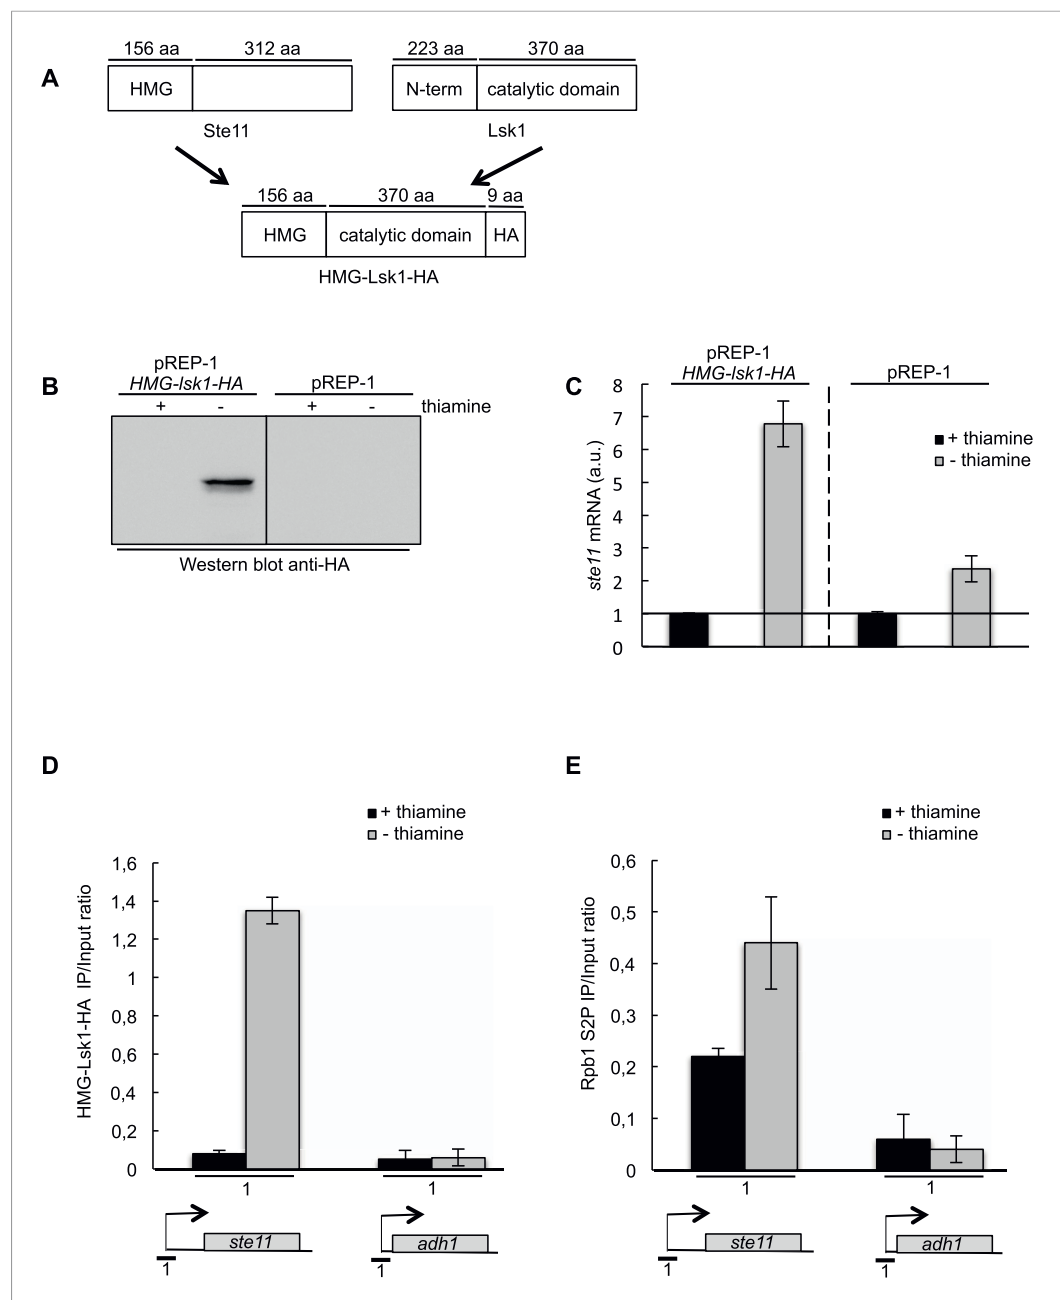 A
156 aa 312 aa
HMG
Ste11
223 aa 370 aa
N-term catalytic domain
Lsk1
156 aa 370 aa 9 aa
HMG catalytic domain HA
HMG-Lsk1-HA
B
pREP-1
HMG-lsk1-HA
pREP-1
+ - + - thiamine
Western blot anti-HA
C
pREP-1
HMG-lsk1-HA
pREP-1
+ thiamine
- thiamine
ste11 mRNA (a.u.)
8
7
6
5
4
3
2
1
0
D
+ thiamine
- thiamine
HMG-Lsk1-HA IP/Input ratio
1,6
1,4
1,2
1
0,8
0,6
0,4
0,2
0
1 1
ste11 adh1
1 1
E
+ thiamine
- thiamine
Rpb1 S2P IP/Input ratio
0,6
0,5
0,4
0,3
0,2
0,1
0
1 1
ste11 adh1
1 1